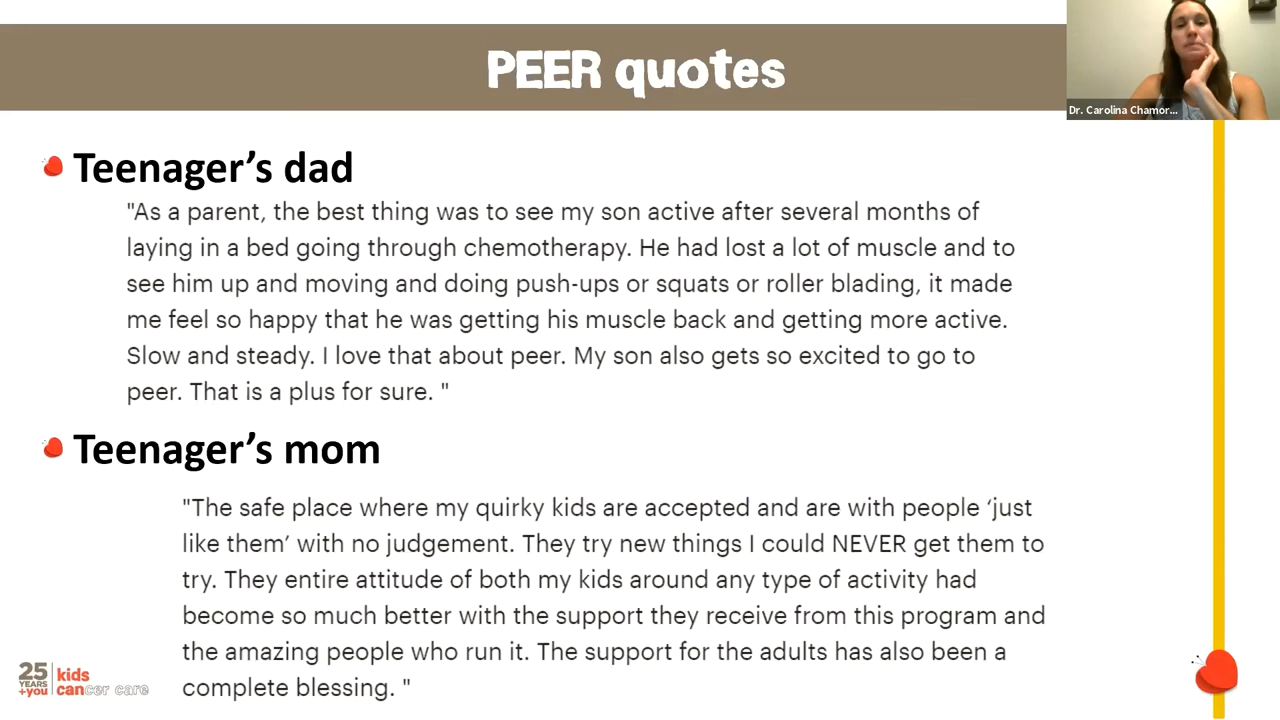 PEER quotes
Dr. Carolina Chamor...
Teenager’s dad
"As a parent, the best thing was to see my son active after several months of
laying in a bed going through chemotherapy. He had lost a lot of muscle and to
see him up and moving and doing push-ups or squats or roller blading, it made
me feel so happy that he was getting his muscle back and getting more active.
Slow and steady. I love that about peer. My son also gets so excited to go to
peer. That is a plus for sure. "
Teenager’s mom
"The safe place where my quirky kids are accepted and are with people ‘just
like them’ with no judgement. They try new things I could NEVER get them to
try. They entire attitude of both my kids around any type of activity had
become so much better with the support they receive from this program and
the amazing people who run it. The support for the adults has also been a
complete blessing. "
25
YEARS
+you
kids
cancer care